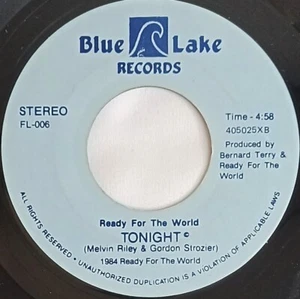 Blue Lake
RECORDS
STEREO
FL-006
Time - 4:58
405025XB
Produced by
Bernard Terry &
Ready For The
World
Ready For The World
TONIGHT ©
(Melvin Riley & Gordon Strozier)
1984 Ready For The World
ALL RIGHTS RESERVED • UNAUTHORIZED DUPLICATION IS A VIOLATION OF APPLICABLE LAWS